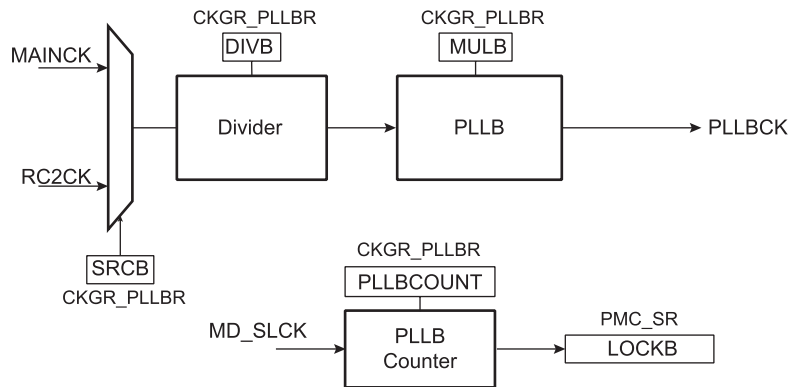 CKGR_PLLBR
CKGR_PLLBR
DIVB
MULB
MAINCK
Divider
PLLB
PLLBCK
RC2CK
SRCB
CKGR_PLLBR
CKGR_PLLBR
PLLBCOUNT
MD_SLCK
PLLB
Counter
PMC_SR
LOCKB